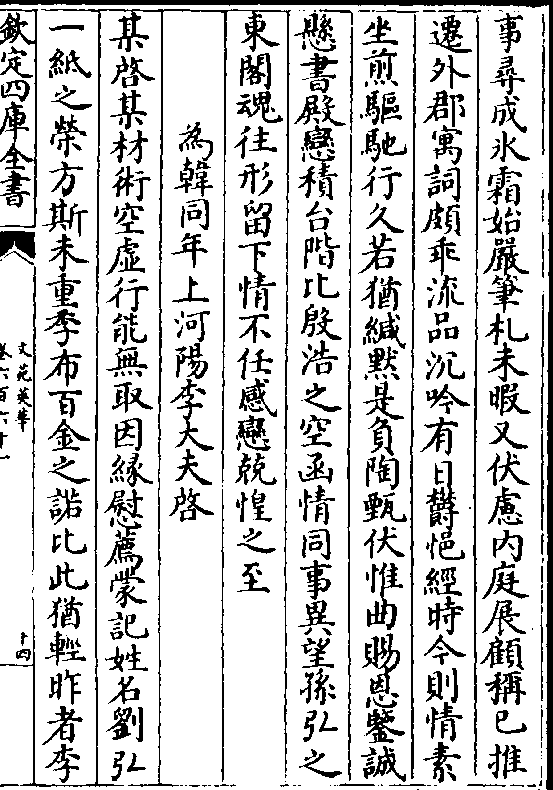 事尋成氷霜始嚴筆札未暇又伏慮內庭展顧稱已推
遷外郡寓詞頗乖流品沉吟有日鬱悒經時今則情素
坐煎驅馳行久若猶緘默是負陶甄伏惟曲賜恩鑒誠
懸書殿戀積台階比殷浩之空函情同事異望孫弘之
東閣魂往形留下情不任感戀兢惶之至
為韓同年上河陽李大夫啓
某啓某材術空虛行能無取因縁慰薦蒙記姓名劉弘
一紙之榮方斯未重季布百金之諾比此猶輕昨者李
欽定四庫全書
文苑英華
卷六百六十一
十四